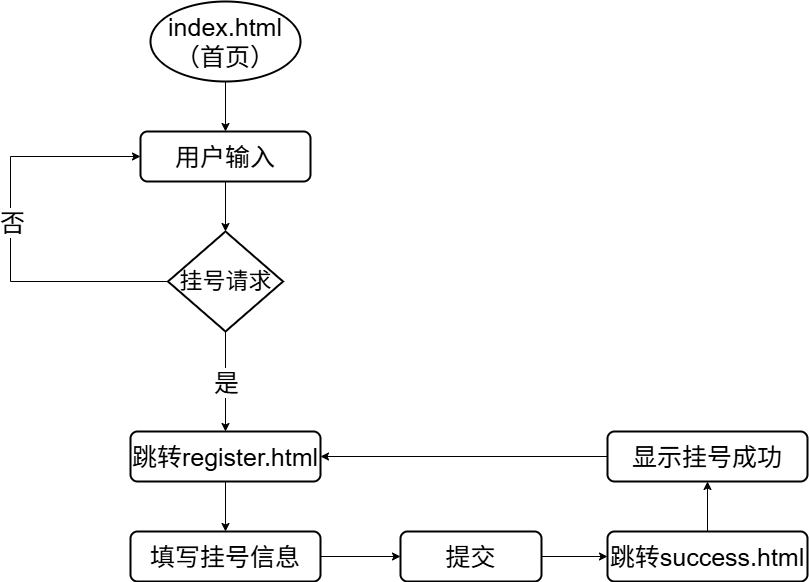 index.html
（首页）
用户输入
否
挂号请求
是
跳转register.html
显示挂号成功
填写挂号信息
提交
跳转success.html